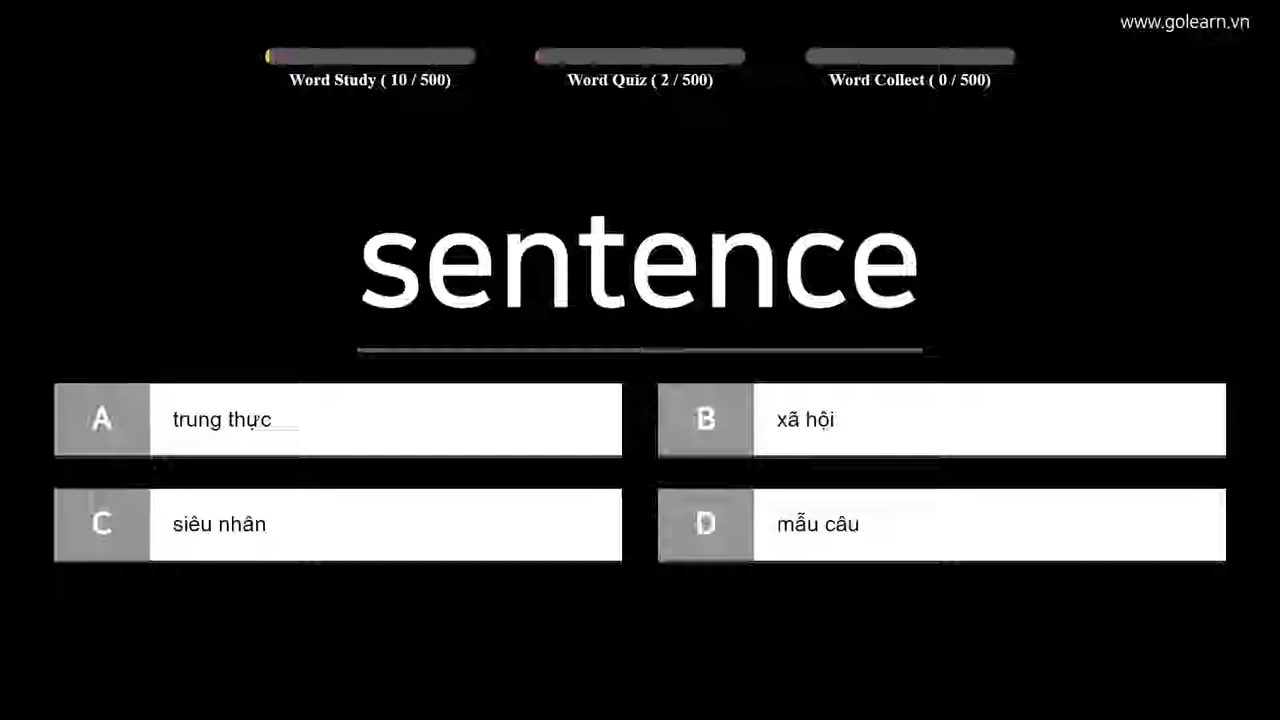 www.golearn.vn
Word Study ( 10 / 500)
Word Quiz ( 2 / 500)
Word Collect ( 0 / 500)
sentence
A trung thực
B xã hội
C siêu nhân
D mẫu câu